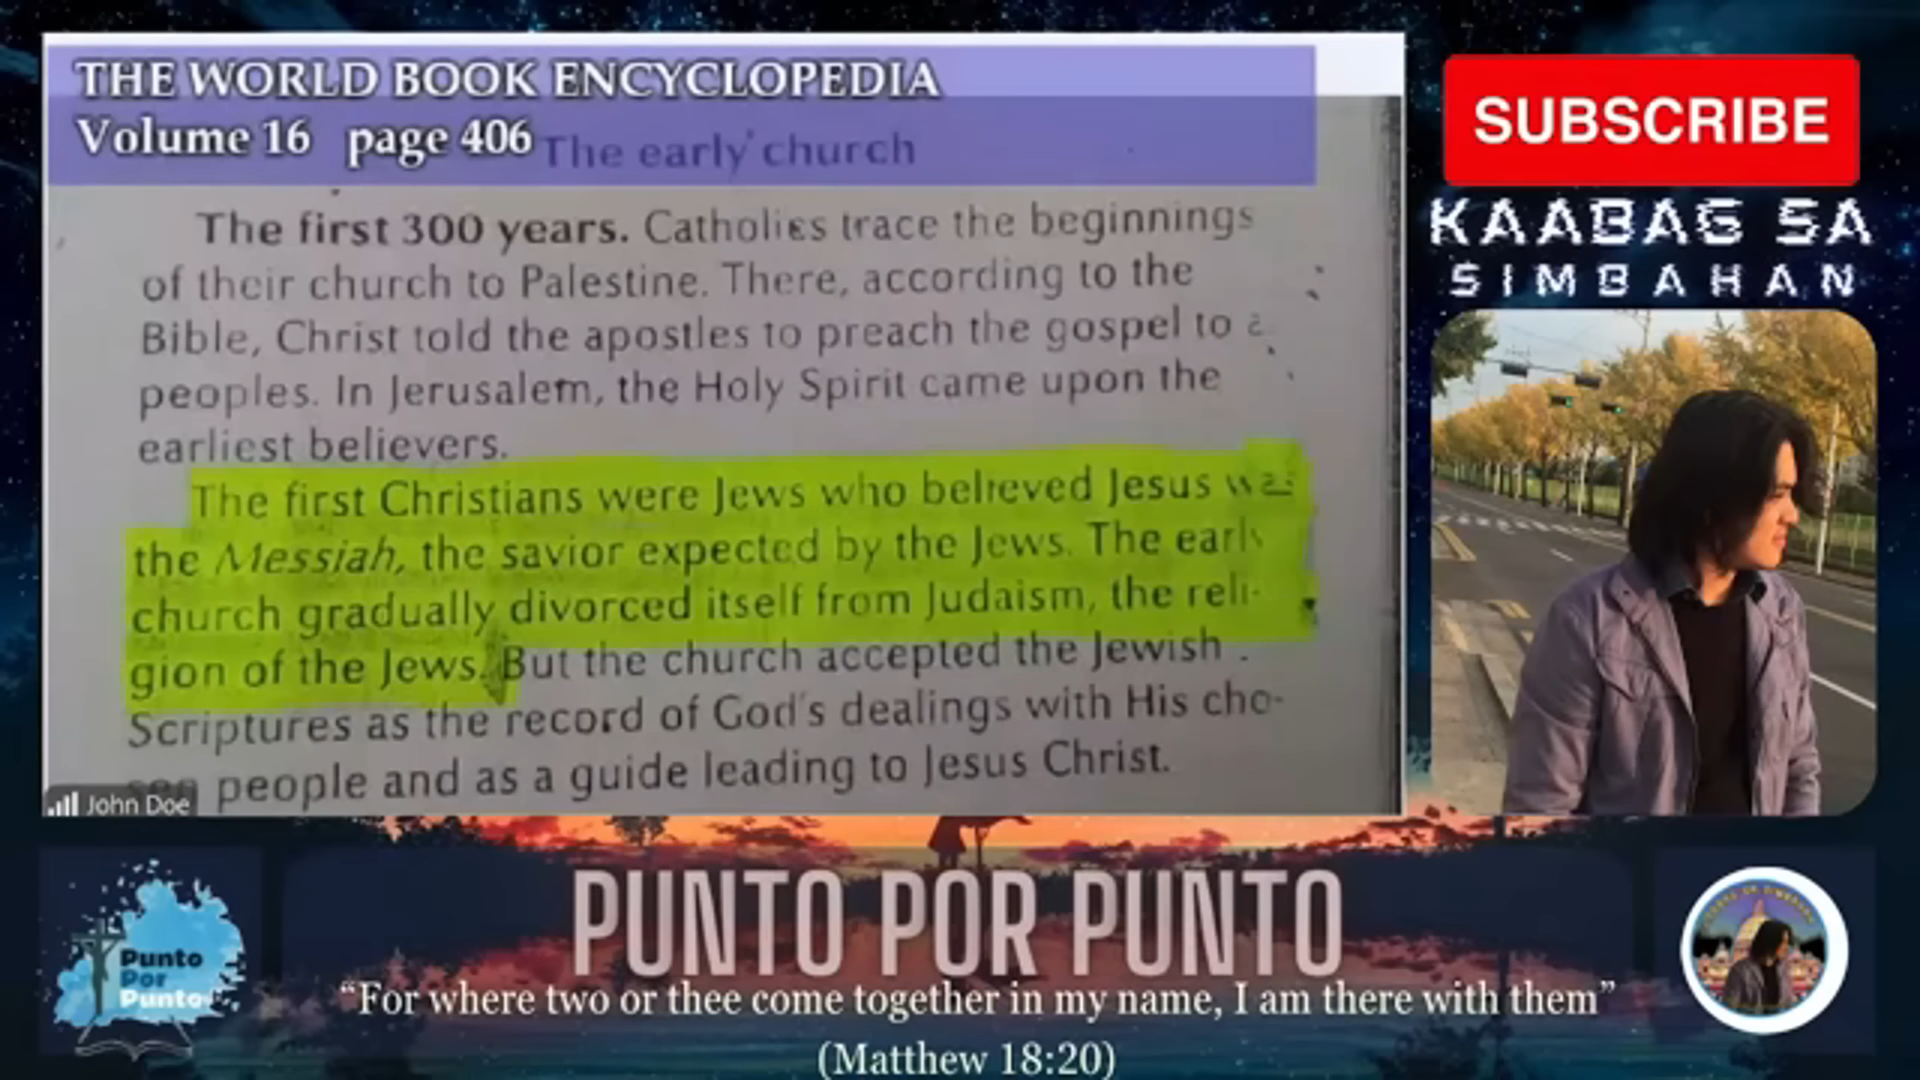 THE WORLD BOOK ENCYCLOPEDIA
Volume 16 page 406
The early church
The first 300 years. Catholics trace the beginnings
of their church to Palestine. There, according to the
Bible, Christ told the apostles to preach the gospel to
peoples. In Jerusalem, the Holy Spirit came upon the
earliest believers.
The first Christians were Jews who believed Jesus was
the Messiah, the savior expected by the Jews. The early
church gradually divorced itself from Judaism, the reli-
gion of the Jews. But the church accepted the Jewish
Scriptures as the record of God's dealings with His cho-
sen people and as a guide leading to Jesus Christ.
John Doe
SUBSCRIBE
KAABAG SA
SIMBAHAN
Punto
Por
Punto
PUNTO POR PUNTO
“For where two or thee come together in my name, I am there with them”
(Matthew 18:20)